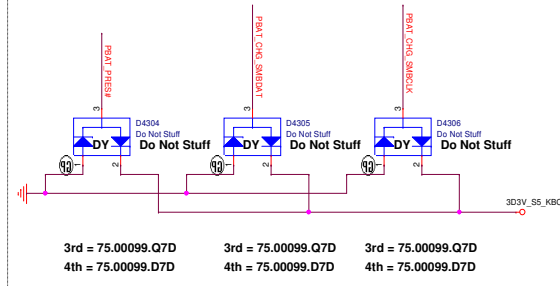 PBAT_PRES#
PBAT_CHG_SMBDAT
PBAT_CHG_SMBCLK
3
3
3
D4304
Do Not Stuff
DY Do Not Stuff
D4305
Do Not Stuff
DY Do Not Stuff
D4306
Do Not Stuff
DY Do Not Stuff
1 2
1 2
1 2
3D3V_S5_KBC
3rd = 75.00099.Q7D
4th = 75.00099.D7D
3rd = 75.00099.Q7D
4th = 75.00099.D7D
3rd = 75.00099.Q7D
4th = 75.00099.D7D